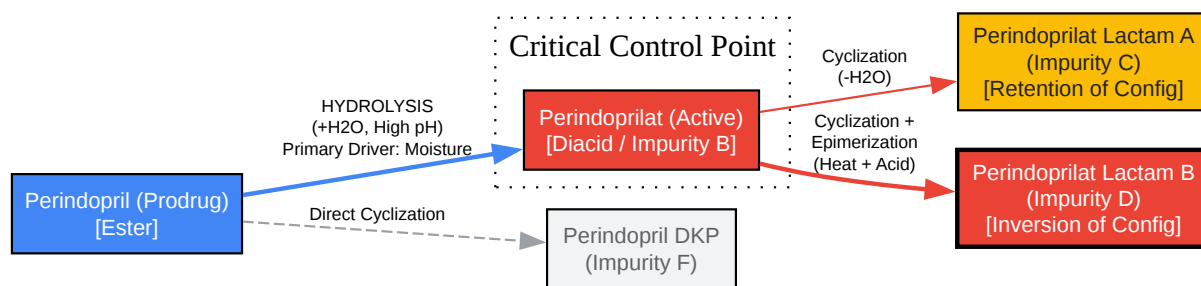 Perindopril (Prodrug)
[Ester]
HYDROLYSIS
(+H2O, High pH)
Primary Driver: Moisture
Direct Cyclization
Critical Control Point
Perindoprilat (Active)
[Diacid / Impurity B]
Perindopril DKP
(Impurity F)
Cyclization
(-H2O)
Cyclization +
Epimerization
(Heat + Acid)
Perindoprilat Lactam A
(Impurity C)
[Retention of Config]
Perindoprilat Lactam B
(Impurity D)
[Inversion of Config]